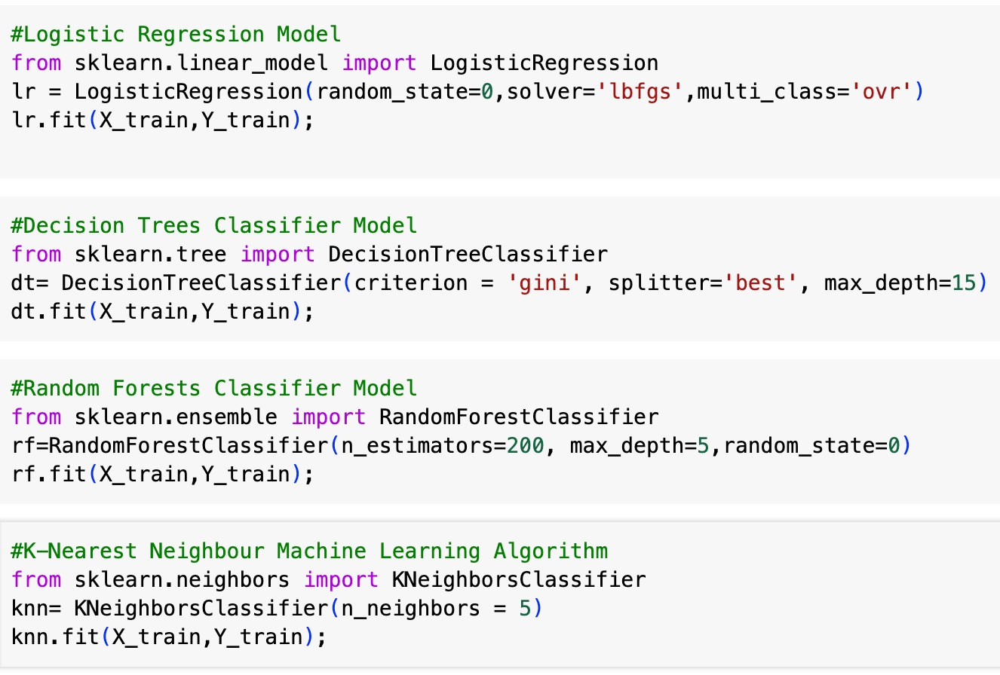 #Logistic Regression Model
from sklearn.linear_model import LogisticRegression
lr = LogisticRegression(random_state=0,solver='lbfgs',multi_class='ovr')
lr.fit(X_train,Y_train);
#Decision Trees Classifier Model
from sklearn.tree import DecisionTreeClassifier
dt= DecisionTreeClassifier(criterion = 'gini', splitter='best', max_depth=15)
dt.fit(X_train,Y_train);
#Random Forests Classifier Model
from sklearn.ensemble import RandomForestClassifier
rf=RandomForestClassifier(n_estimators=200, max_depth=5,random_state=0)
rf.fit(X_train,Y_train);
#K–Nearest Neighbour Machine Learning Algorithm
from sklearn.neighbors import KNeighborsClassifier
knn= KNeighborsClassifier(n_neighbors = 5)
knn.fit(X_train,Y_train);